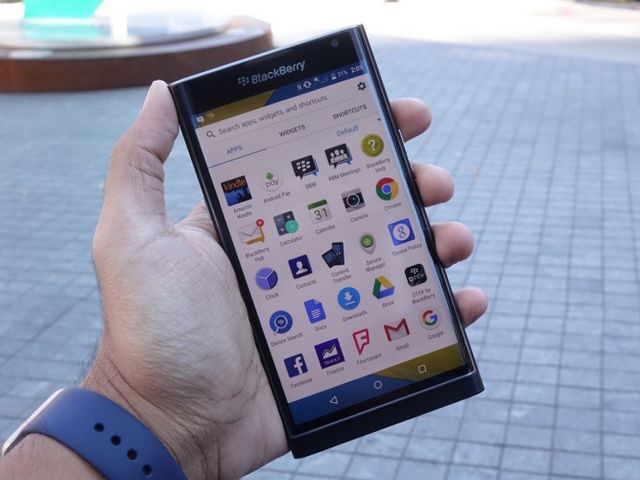 BlackBerry
31% 2:05
Search apps, widgets, and shortcuts
APPS WIDGETS SHORTCUTS
Default
kindle pay
Amazon Kindle Android Pay BBM BBM Meetings BlackBerry Help
31
BlackBerry Hub Calculator Calendar Camera Chrome
Clock Contacts Content Transfer Device Manager Device Policy
Device Search Docs Downloads Drive DTEK by BlackBerry
Facebook Finance Foursquare Gmail Google